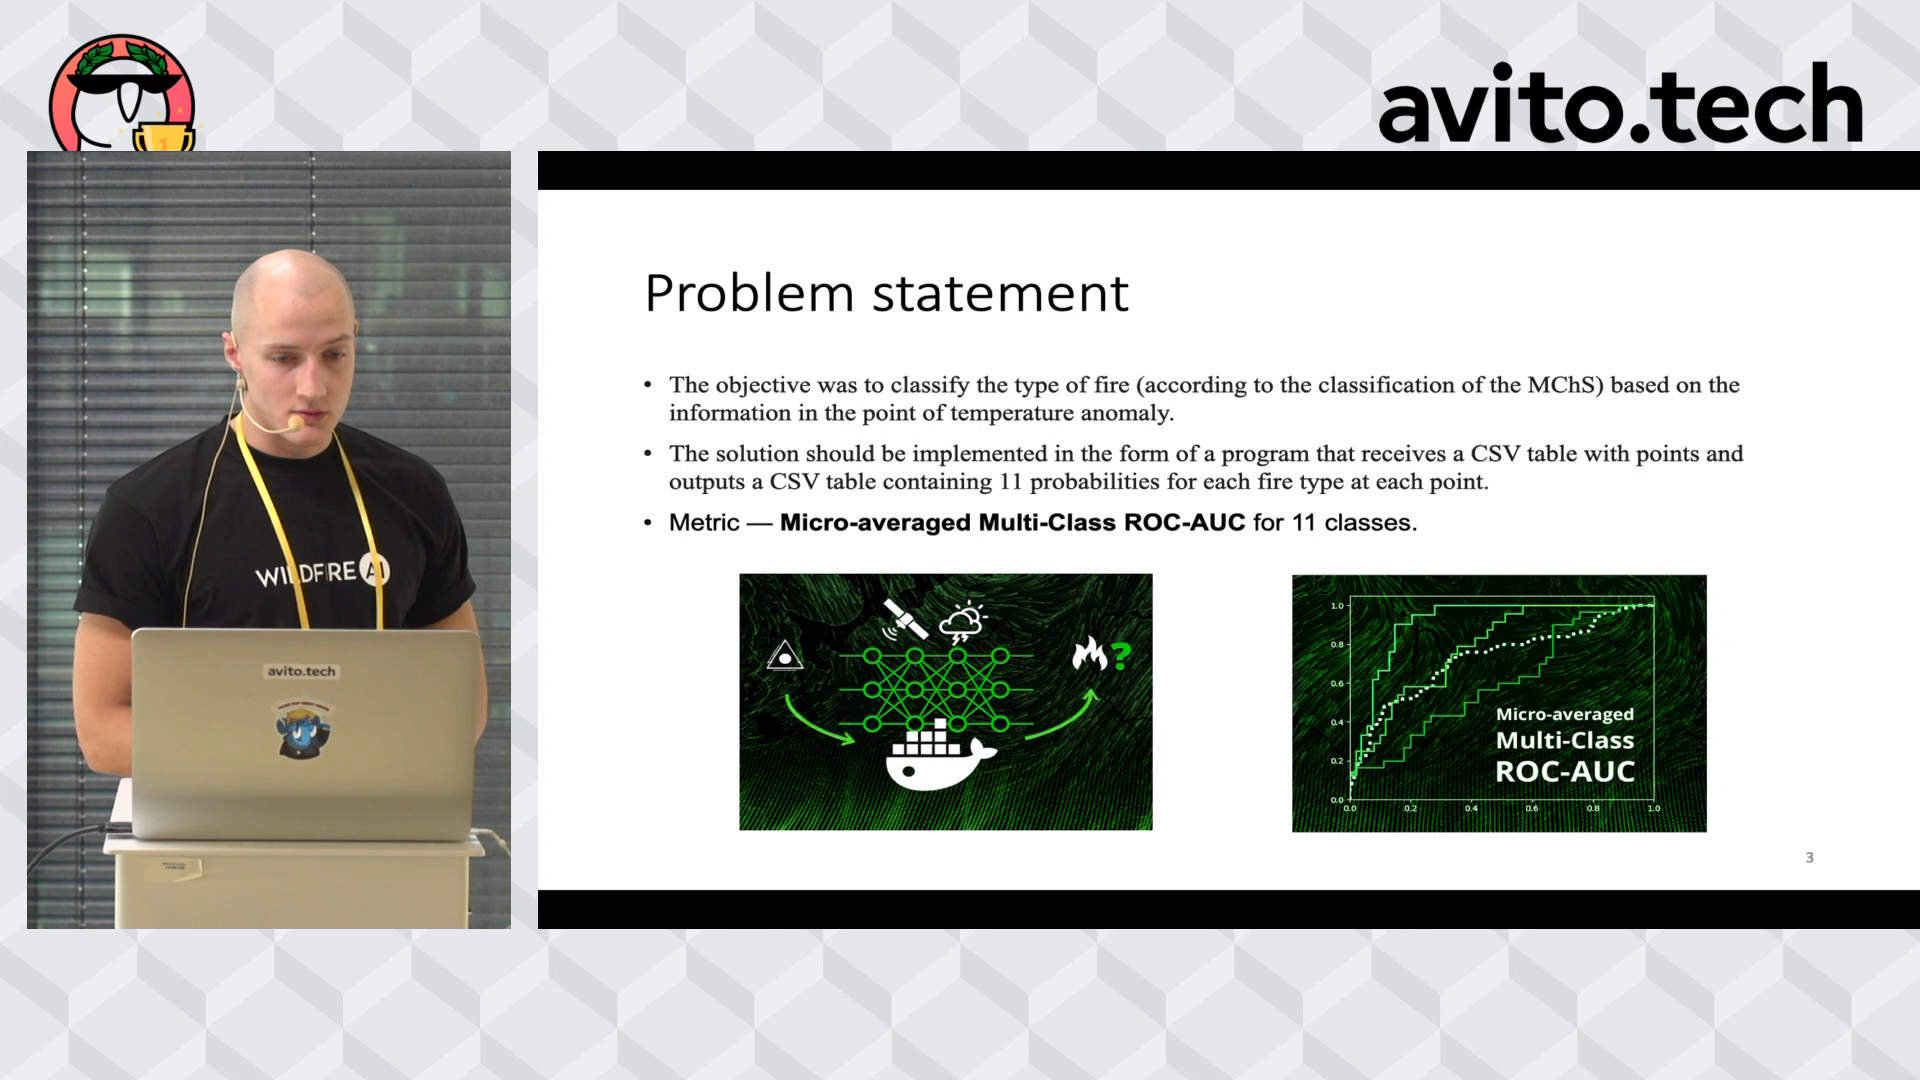 avito.tech
1
WILDFIRE AI
avito.tech
Problem statement
• The objective was to classify the type of fire (according to the classification of the MChS) based on the
information in the point of temperature anomaly.
• The solution should be implemented in the form of a program that receives a CSV table with points and
outputs a CSV table containing 11 probabilities for each fire type at each point.
• Metric — Micro-averaged Multi-Class ROC-AUC for 11 classes.
?
1.0
0.8
0.6
0.4
0.2
0.0
0.0 0.2 0.4 0.6 0.8 1.0
Micro-averaged
Multi-Class
ROC-AUC
3